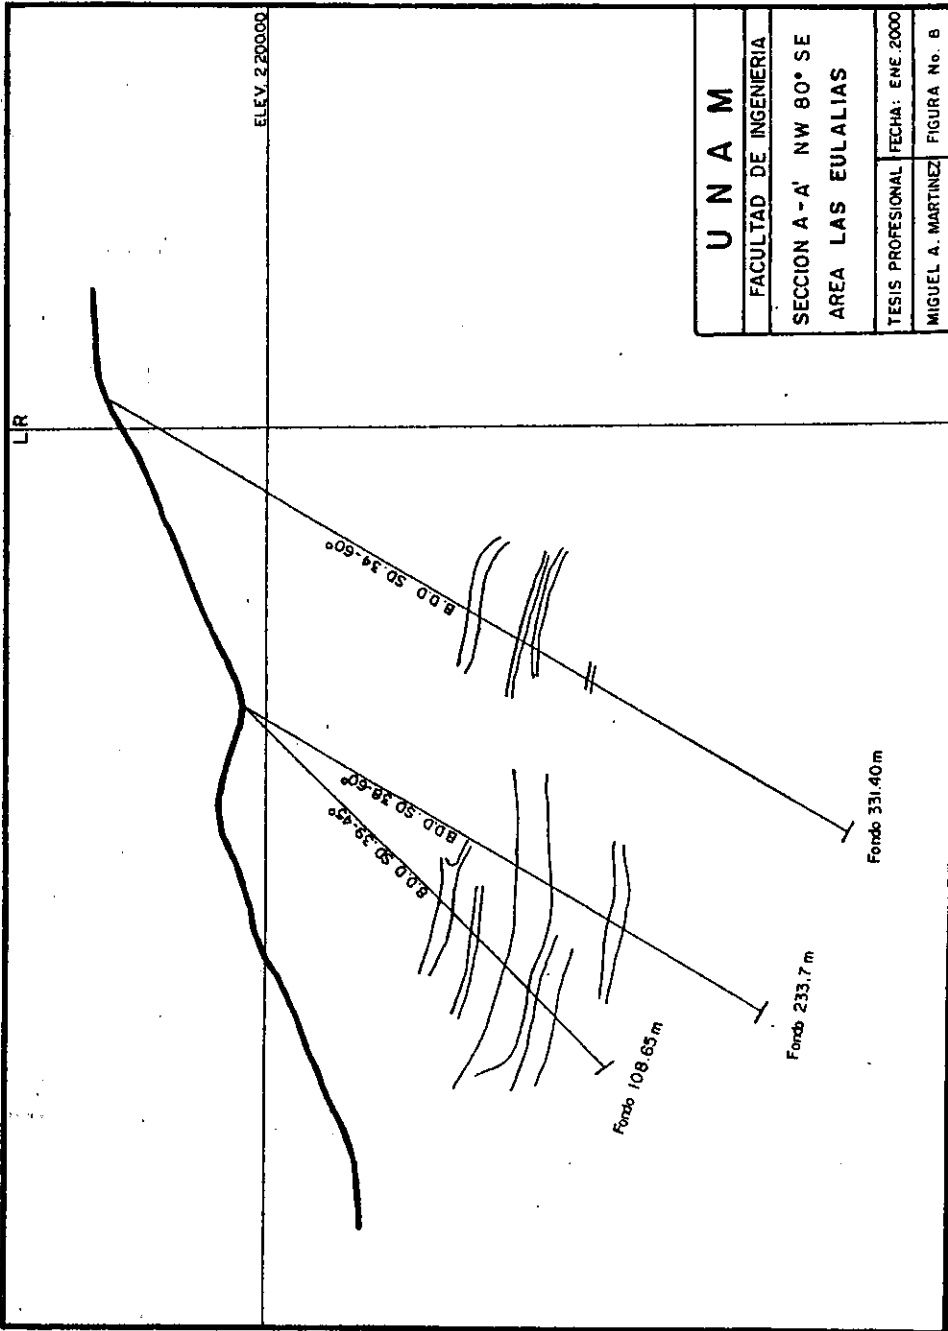 L.R
ELEV. 2 200.00
B.D.D SD.34-60°
B.D.D. SD 38-60°
B.D.D SD.39-45°
Fondo 331.40 m
Fondo 233.7 m
Fondo 108.65 m
U N A M
FACULTAD DE INGENIERIA
SECCION A-A' NW 80° SE
AREA LAS EULALIAS
TESIS PROFESIONAL FECHA: ENE.2000
MIGUEL A. MARTINEZ FIGURA No. 8